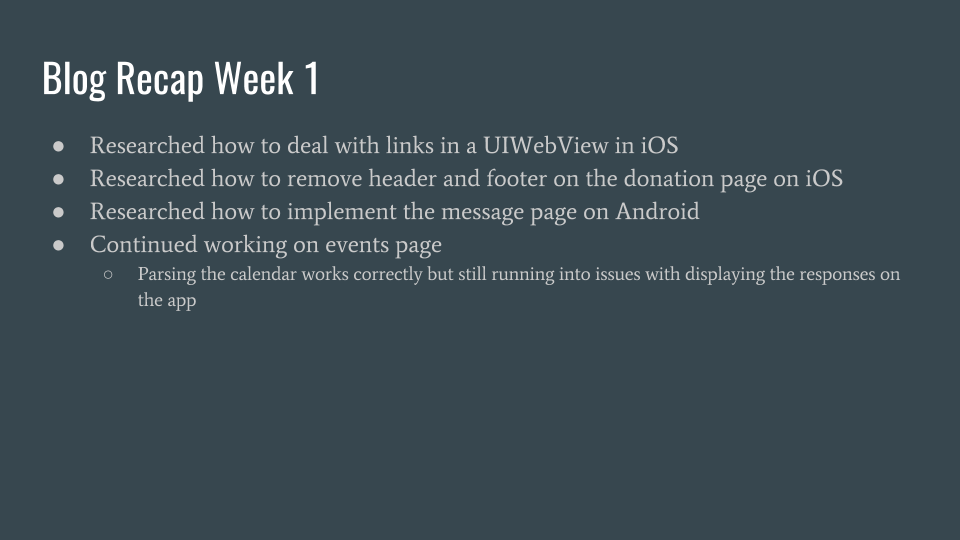 Blog Recap Week 1
● Researched how to deal with links in a UIWebView in iOS
● Researched how to remove header and footer on the donation page on iOS
● Researched how to implement the message page on Android
● Continued working on events page
○ Parsing the calendar works correctly but still running into issues with displaying the responses on
the app